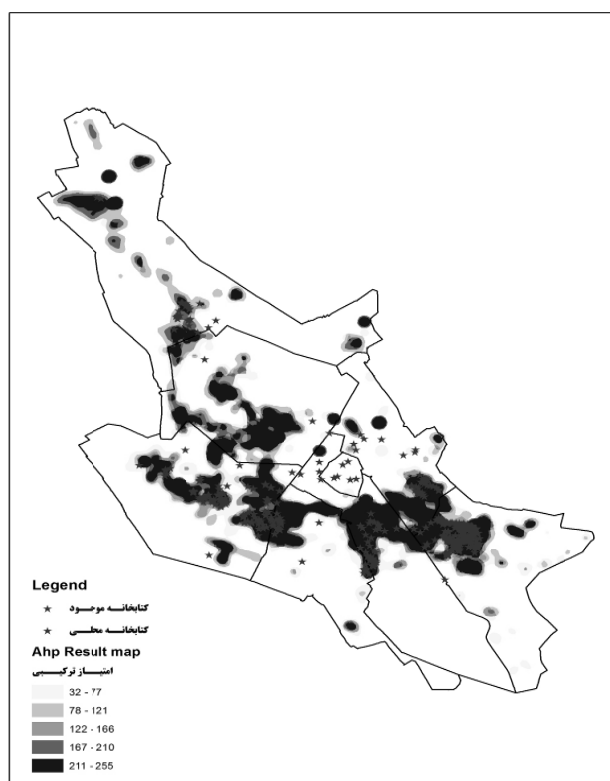 Legend
کتابخانه موجود
کتابخانه محلی
Ahp Result map
امتیاز ترکیبی
32 - 77
78 - 121
122 - 166
167 - 210
211 - 255